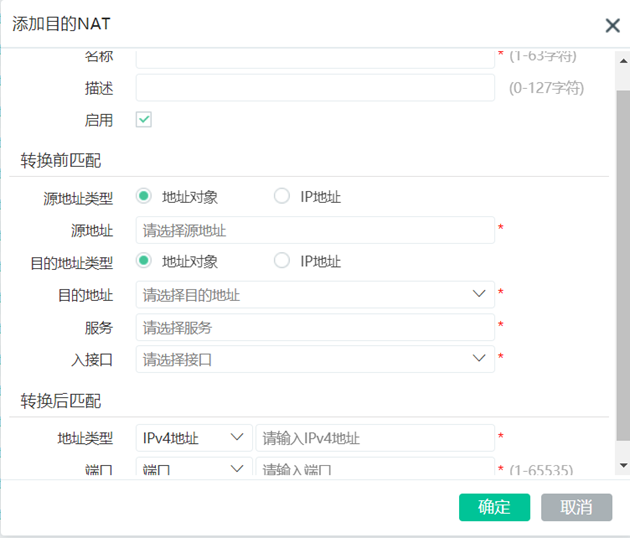 添加目的NAT
名称 * (1-63字符)
描述 (0-127字符)
启用
转换前匹配
源地址类型 地址对象 IP地址
源地址 请选择源地址 *
目的地址类型 地址对象 IP地址
目的地址 请选择目的地址 *
服务 请选择服务 *
入接口 请选择接口 *
转换后匹配
地址类型 IPv4地址 请输入IPv4地址 *
端口 端口 请输入端口 * (1-65535)
确定 取消